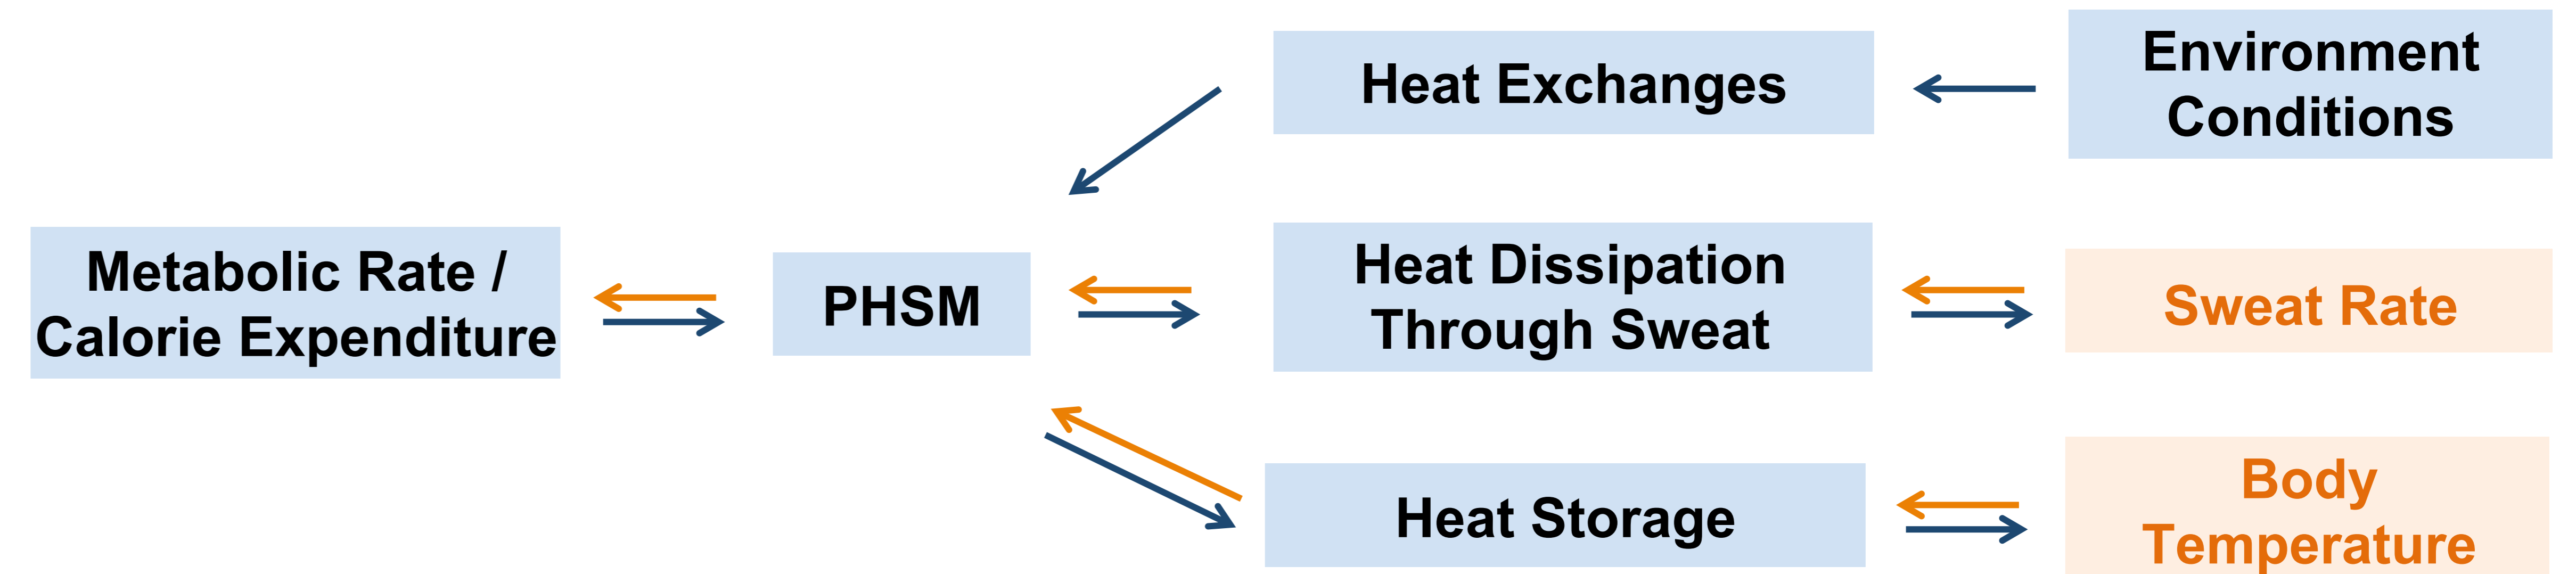 Metabolic Rate /
Calorie Expenditure
PHSM
Heat Exchanges
Environment
Conditions
Heat Dissipation
Through Sweat
Sweat Rate
Heat Storage
Body
Temperature